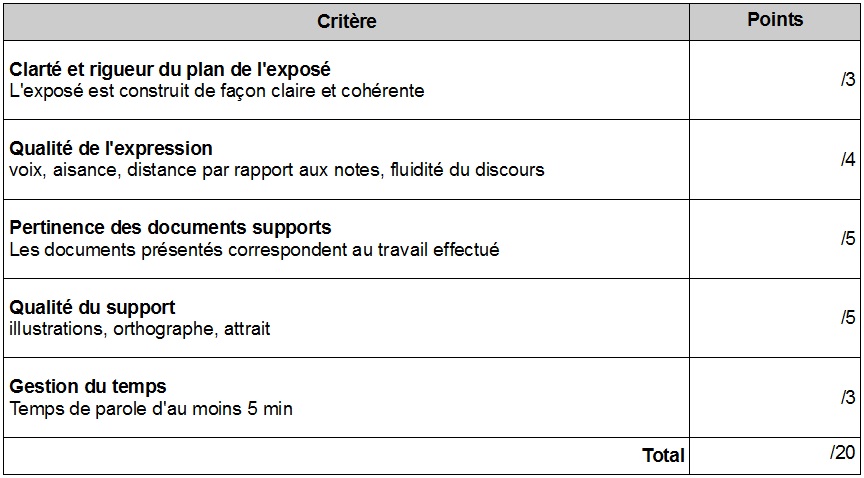 Critère Points
Clarté et rigueur du plan de l'exposé
L'exposé est construit de façon claire et cohérente
/3
Qualité de l'expression
voix, aisance, distance par rapport aux notes, fluidité du discours
/4
Pertinence des documents supports
Les documents présentés correspondent au travail effectué
/5
Qualité du support
illustrations, orthographe, attrait
/5
Gestion du temps
Temps de parole d'au moins 5 min
/3
Total /20